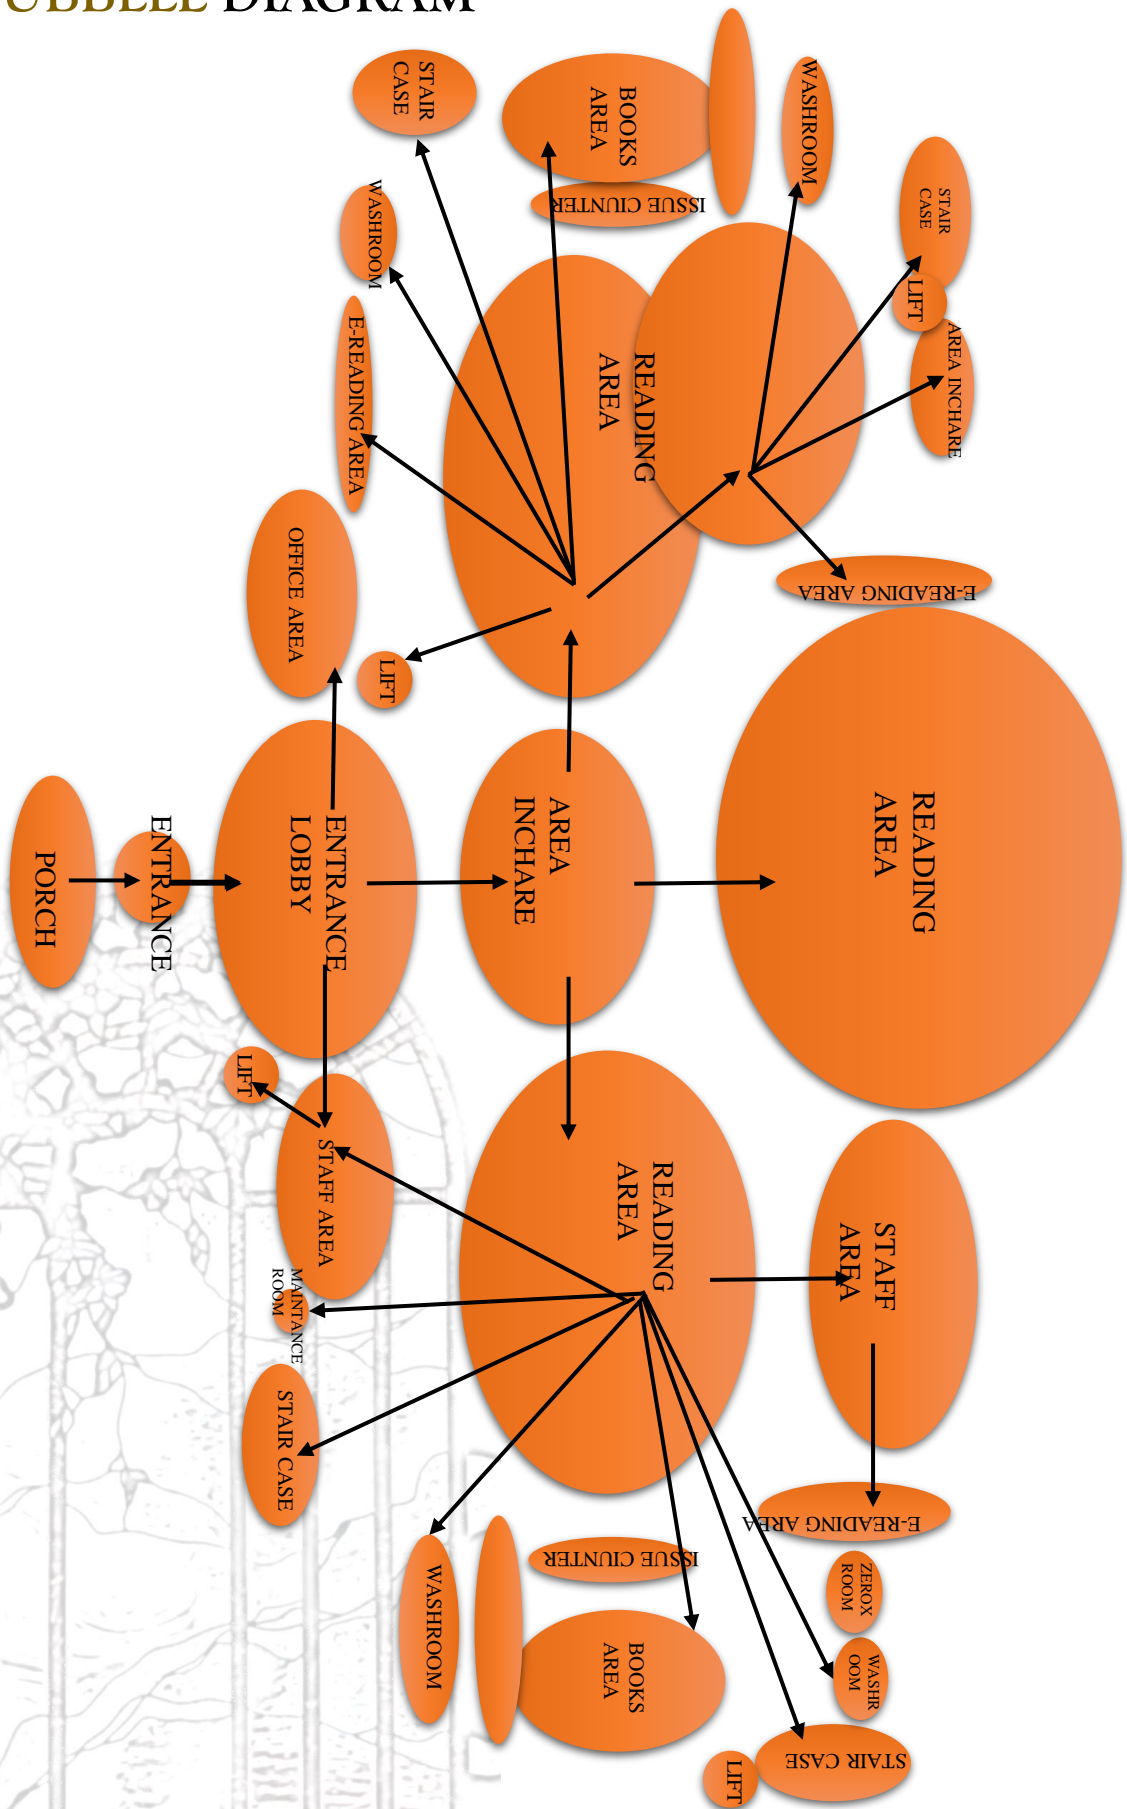 UBBELE DIAGRAM
STAIR
CASE
BOOKS
AREA
WASHROOM
ISSUE CIUNTER
WASHROOM
STAIR
CASE
LIFT
AREA INCHARE
E-READING AREA
READING
AREA
OFFICE AREA
LIFT
E-READING AREA
PORCH
ENTRANCE
ENTRANCE
LOBBY
AREA
INCHARE
READING
AREA
LIFT
STAFF AREA
MAINTANCE
ROOM
STAIR CASE
READING
AREA
STAFF
AREA
E-READING AREA
ZEROX
ROOM
WASHR
OOM
STAIR CASE
LIFT
WASHROOM
ISSUE CIUNTER
BOOKS
AREA